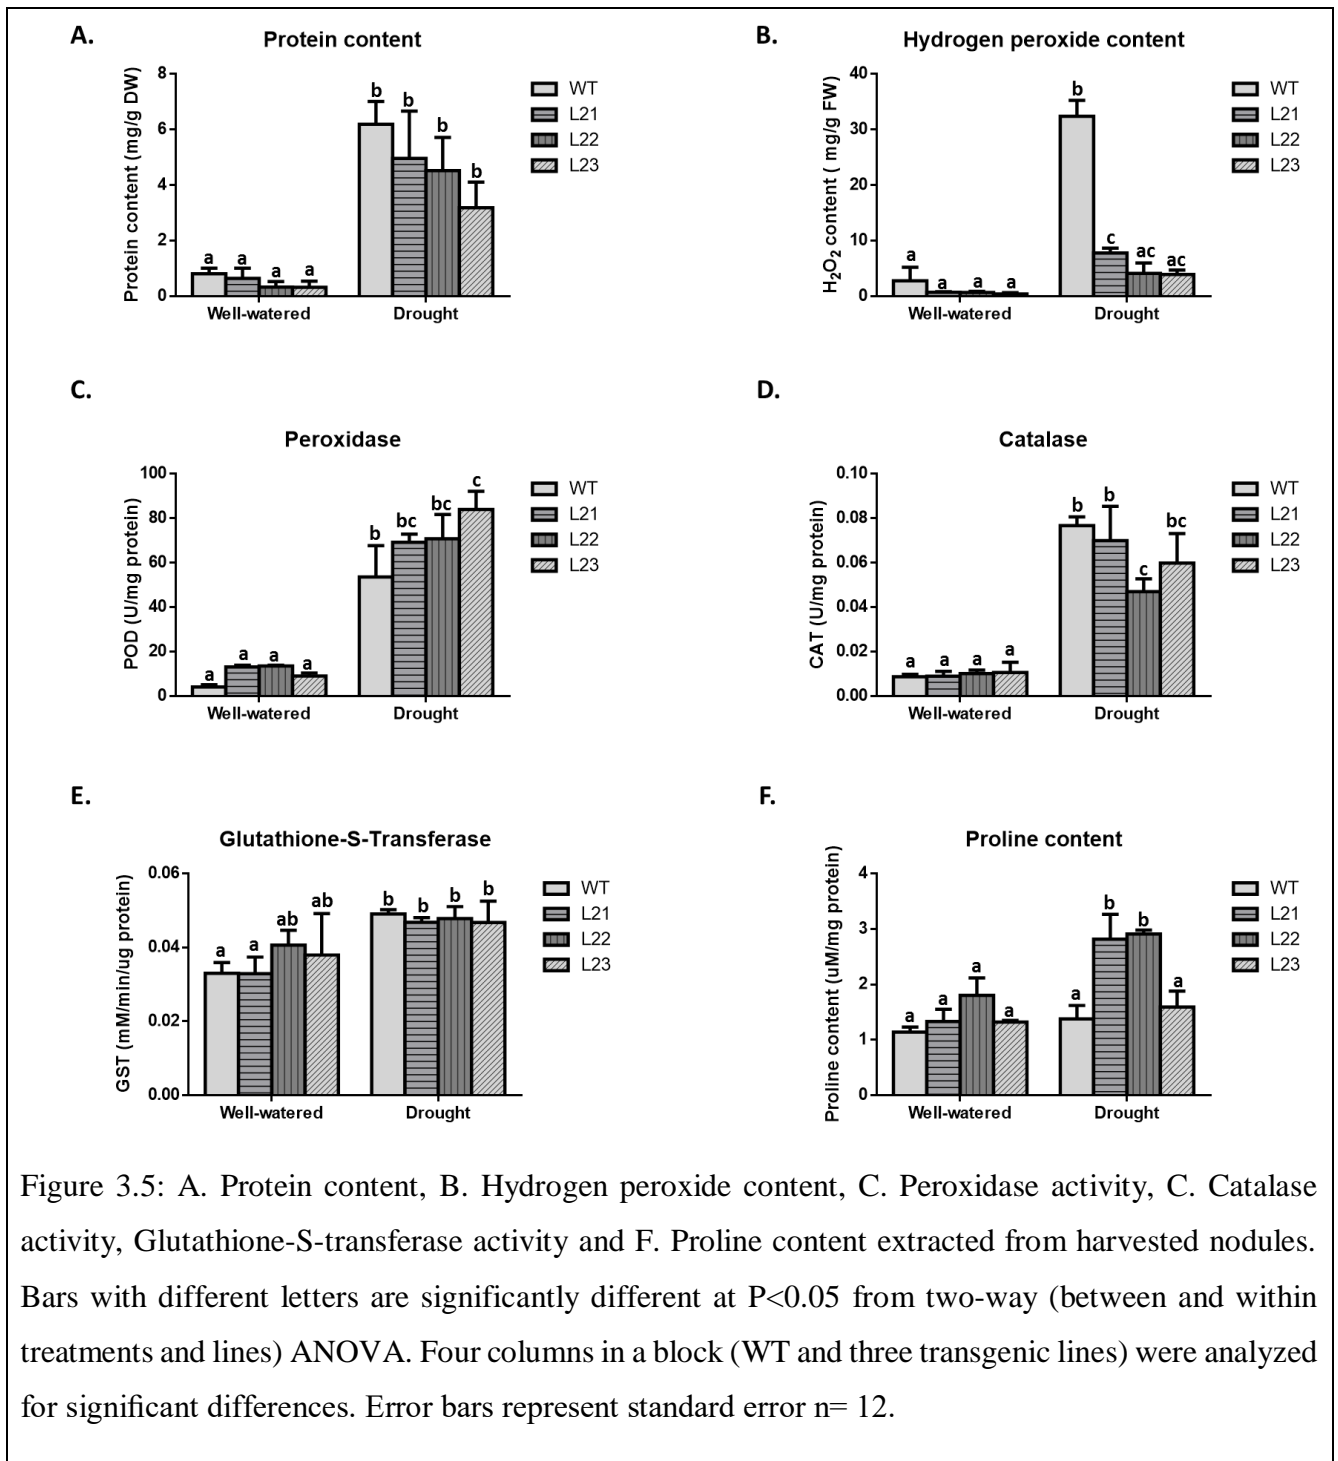 A.
Protein content
Protein content (mg/g DW)
8
6
4
2
0
a a a a
b b b b
Well-watered Drought
WT
L21
L22
L23
B.
Hydrogen peroxide content
H₂O₂ content ( mg/g FW)
40
30
20
10
0
a a a a
b c ac ac
Well-watered Drought
WT
L21
L22
L23
C.
Peroxidase
POD (U/mg protein)
100
80
60
40
20
0
a a a a
b bc bc c
Well-watered Drought
WT
L21
L22
L23
D.
Catalase
CAT (U/mg protein)
0.10
0.08
0.06
0.04
0.02
0.00
a a a a
b b c bc
Well-watered Drought
WT
L21
L22
L23
E.
Glutathione-S-Transferase
GST (mM/min/ug protein)
0.06
0.04
0.02
0.00
a a ab ab
b b b b
Well-watered Drought
WT
L21
L22
L23
F.
Proline content
Proline content (uM/mg protein)
4
3
2
1
0
a a a a
a b b a
Well-watered Drought
WT
L21
L22
L23
Figure 3.5: A. Protein content, B. Hydrogen peroxide content, C. Peroxidase activity, C. Catalase
activity, Glutathione-S-transferase activity and F. Proline content extracted from harvested nodules.
Bars with different letters are significantly different at P<0.05 from two-way (between and within
treatments and lines) ANOVA. Four columns in a block (WT and three transgenic lines) were analyzed
for significant differences. Error bars represent standard error n= 12.